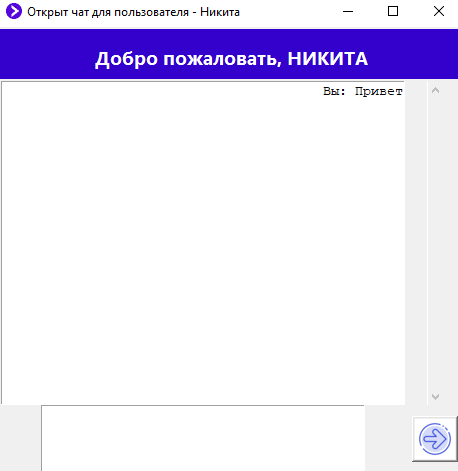 Открыт чат для пользователя - Никита
Добро пожаловать, НИКИТА
Вы: Привет